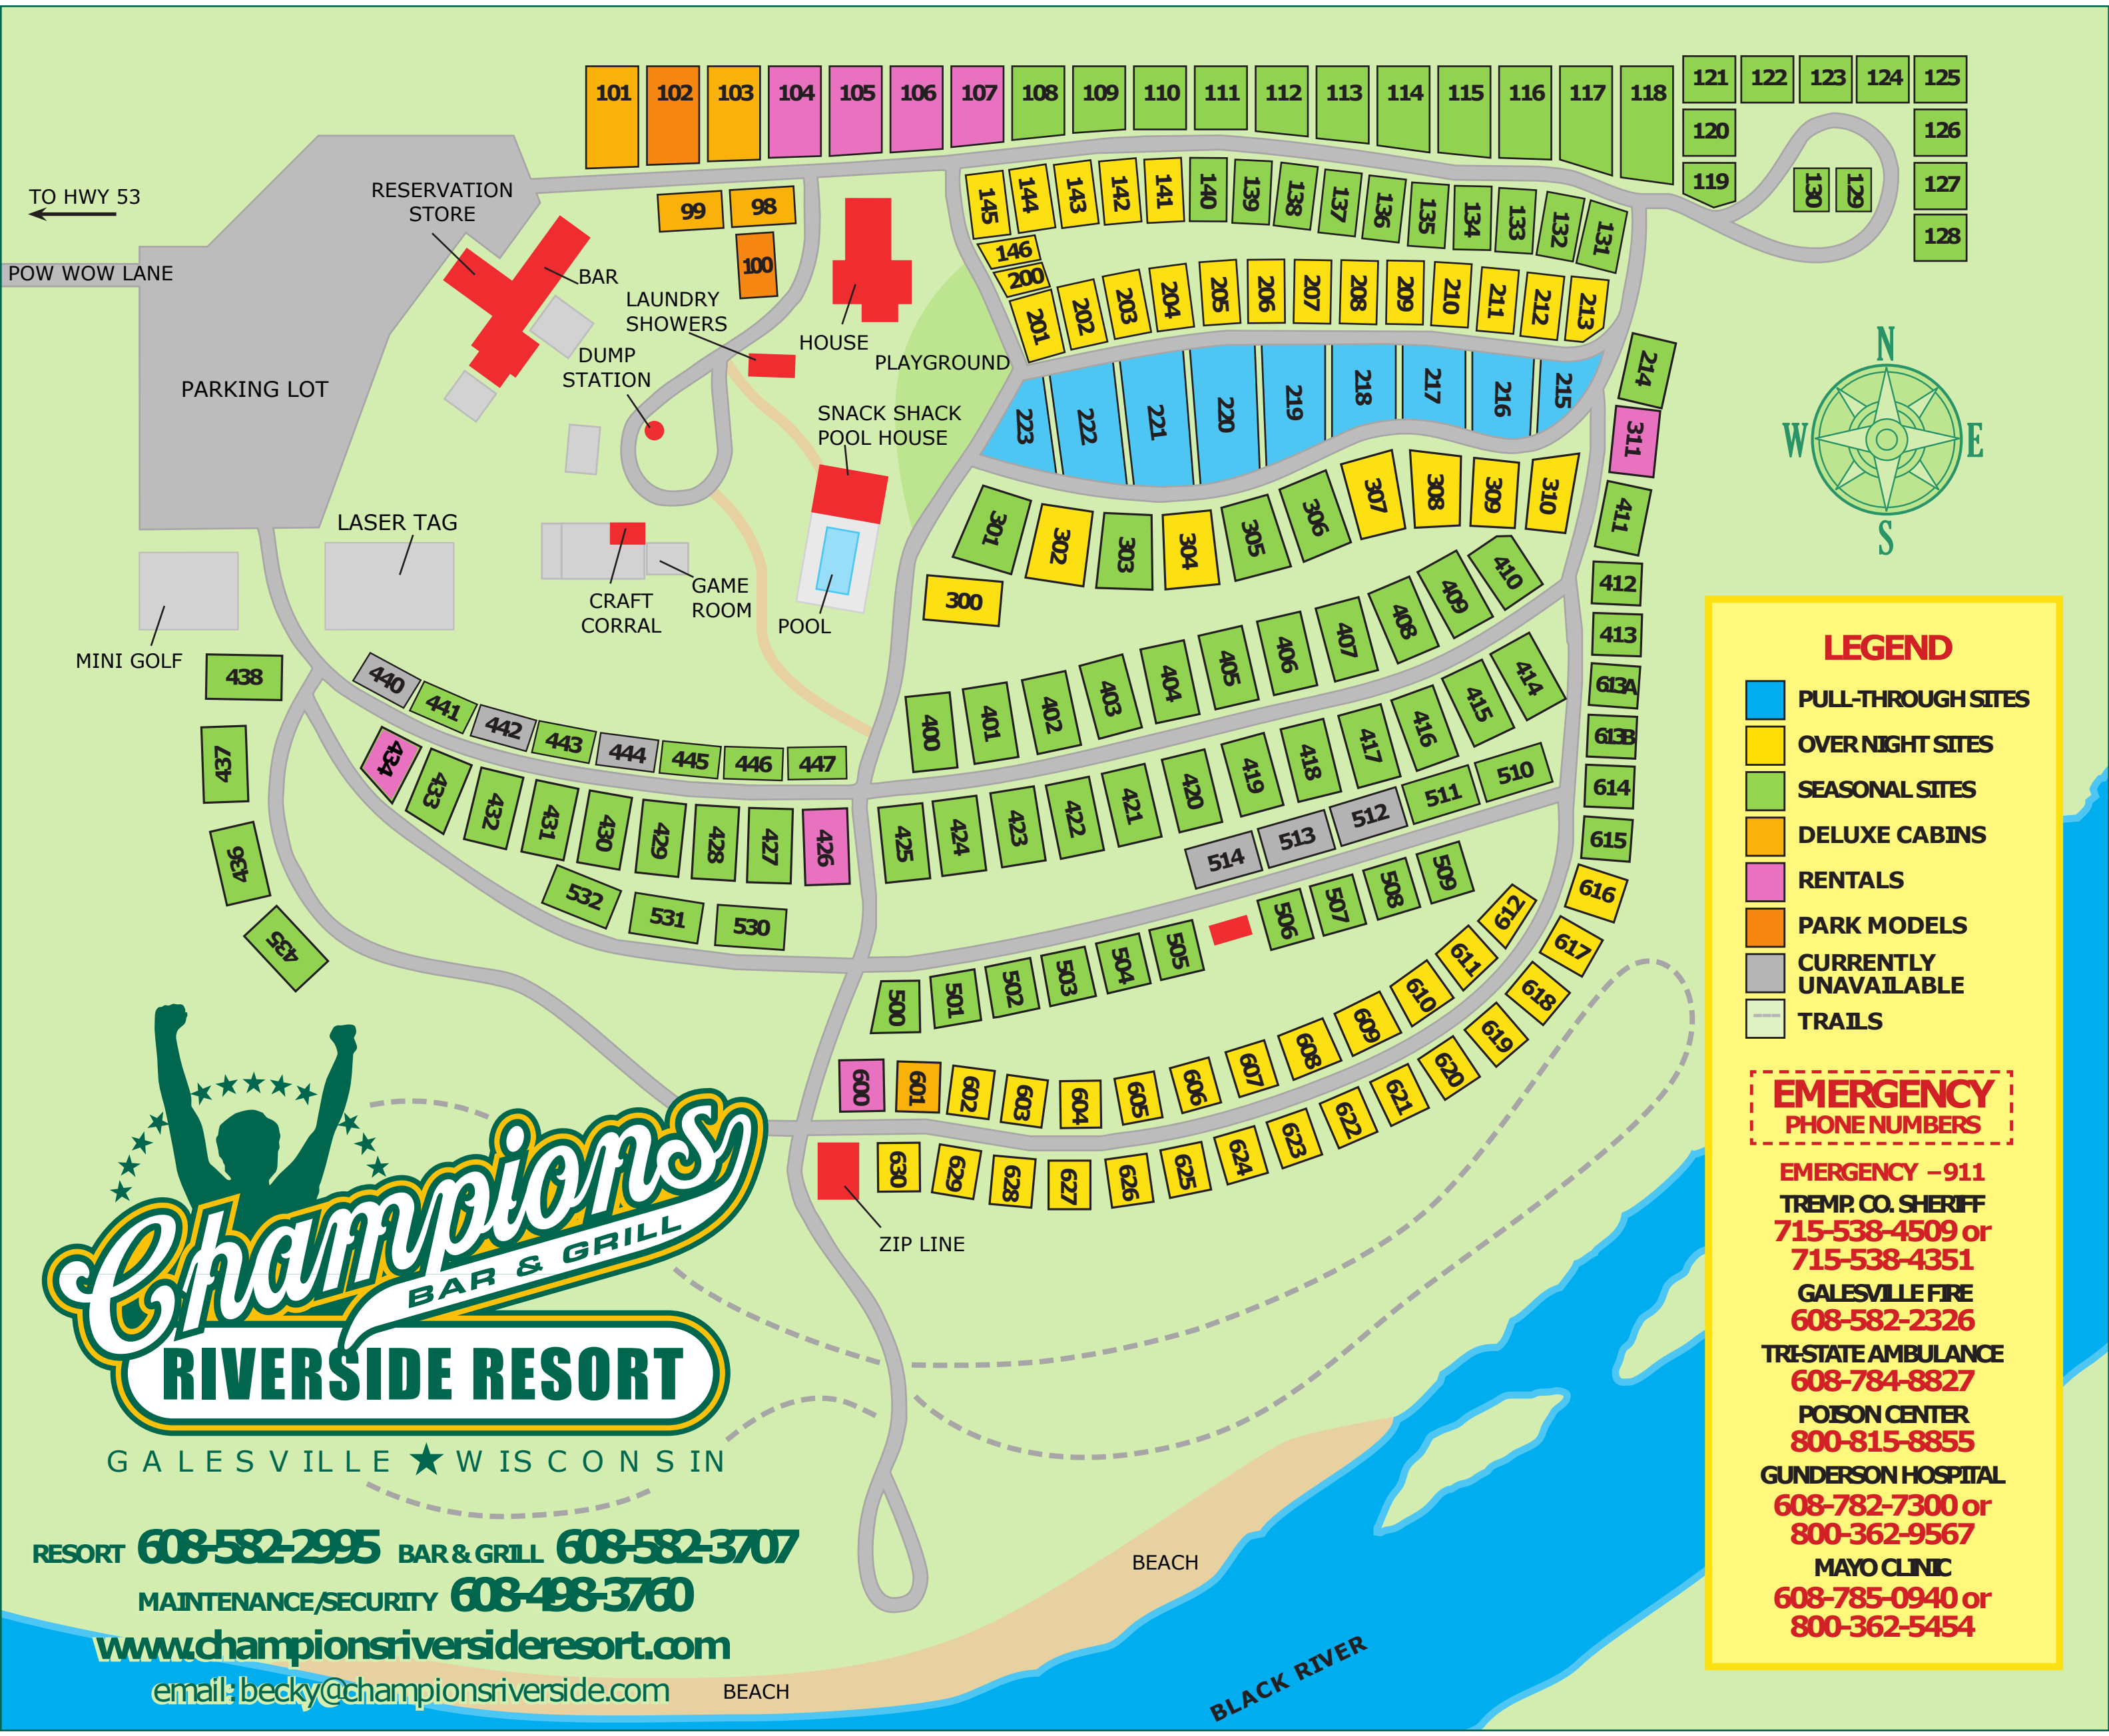 101 102 103 104 105 106 107 108 109 110 111 112 113 114 115 116 117 118
121 122 123 124 125
120 126
119 130 129 127
128
TO HWY 53
POW WOW LANE
RESERVATION
STORE
BAR
PARKING LOT
99 98
100
LAUNDRY
SHOWERS
DUMP
STATION
HOUSE
PLAYGROUND
SNACK SHACK
POOL HOUSE
145 144 143 142 141 140 139 138 137 136 135 134 133 132 131
146
200
201 202 203 204 205 206 207 208 209 210 211 212 213
214
223 222 221 220 219 218 217 216 215
311
N
W E
S
301 302 303 304 305 306 307 308 309 310
411
300
412
413
613A
613B
614
615
LASER TAG
MINI GOLF
CRAFT
CORRAL
GAME
ROOM
POOL
400 401 402 403 404 405 406 407 408 409 410
438
437
436
435
440 441 442 443 444 445 446 447
434 433 432 431 430 429 428 427 426
425 424 423 422 421 420 419 418 417 416 415 414
514 513 512 511 510
532 531 530
500 501 502 503 504 505 506 507 508 509
600 601 602 603 604 605 606 607 608 609 610 611 612
616
617
618
619
630 629 628 627 626 625 624 623 622 621 620
ZIP LINE
Champions
BAR & GRILL
RIVERSIDE RESORT
GALESVILLE WISCONSIN
RESORT 608-582-2995 BAR & GRILL 608-582-3707
MAINTENANCE/SECURITY 608-498-3760
www.championsriversideresort.com
email: becky@championsriverside.com
BEACH
BEACH
BLACK RIVER
LEGEND
PULL-THROUGH SITES
OVER NIGHT SITES
SEASONAL SITES
DELUXE CABINS
RENTALS
PARK MODELS
CURRENTLY
UNAVAILABLE
TRAILS
EMERGENCY
PHONE NUMBERS
EMERGENCY – 911
TREMP. CO. SHERIFF
715-538-4509 or
715-538-4351
GALESVILLE FIRE
608-582-2326
TRI-STATE AMBULANCE
608-784-8827
POISON CENTER
800-815-8855
GUNDERSON HOSPITAL
608-782-7300 or
800-362-9567
MAYO CLINIC
608-785-0940 or
800-362-5454